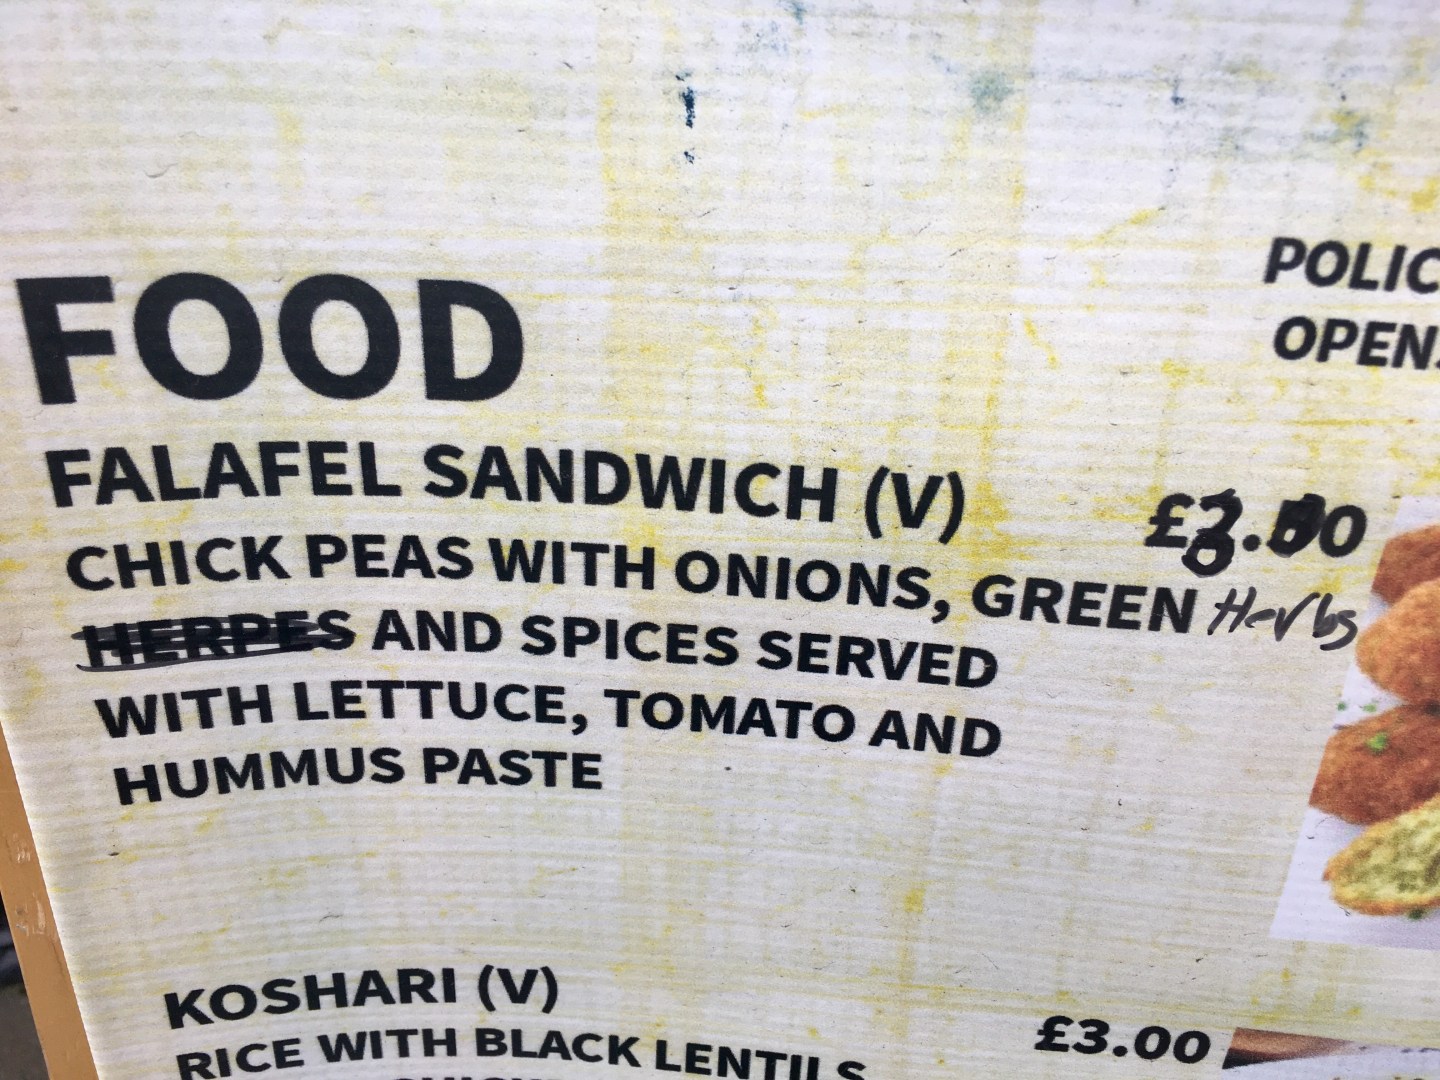 FOOD
POLIC
OPENS
FALAFEL SANDWICH (V)
£3.00
CHICK PEAS WITH ONIONS, GREEN Herbs
HERPES AND SPICES SERVED
WITH LETTUCE, TOMATO AND
HUMMUS PASTE
KOSHARI (V)
£3.00
RICE WITH BLACK LENTILS